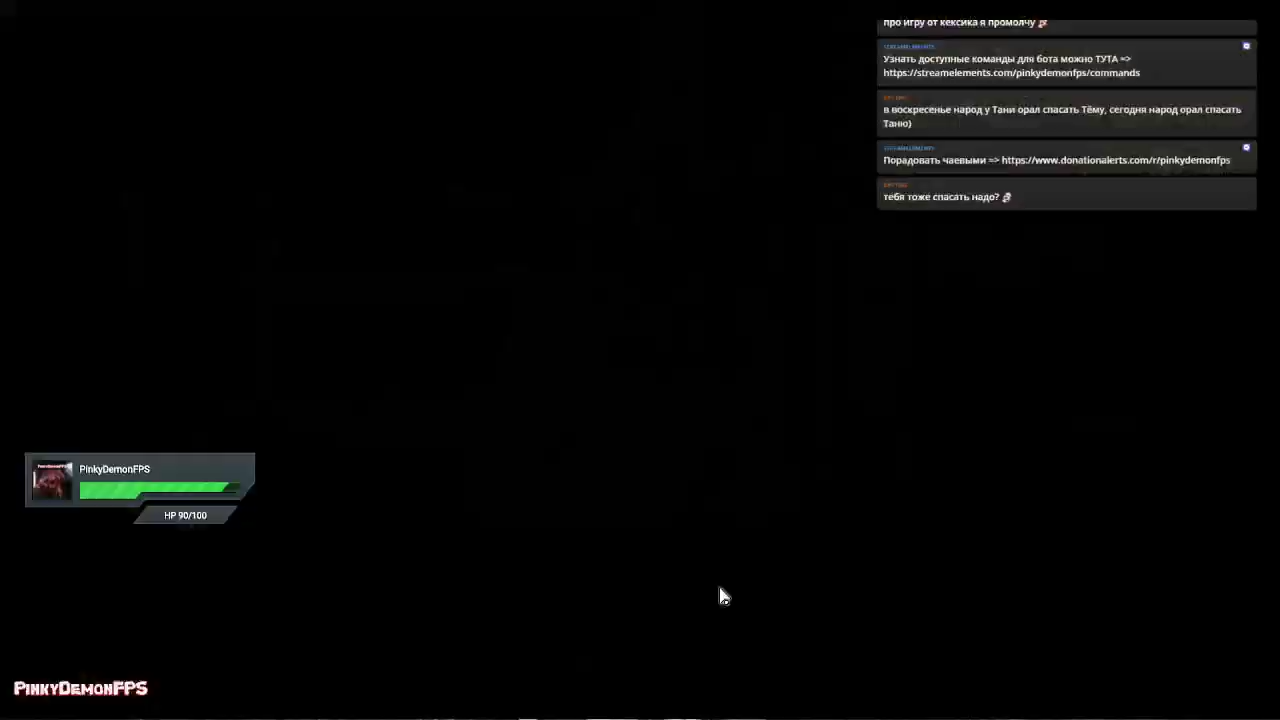 про игру от кексика я промолчу
Узнать доступные команды для бота можно ТУТА =>
https://streamelements.com/pinkydemonfps/commands
в воскресенье народ у Тани орал спасать Тёму, сегодня народ орал спасать
Таню)
Порадовать чаевыми => https://www.donationalerts.com/r/pinkydemonfps
тебя тоже спасать надо?
PinkyDemonFPS
HP 90/100
PINKYDEMONFPS